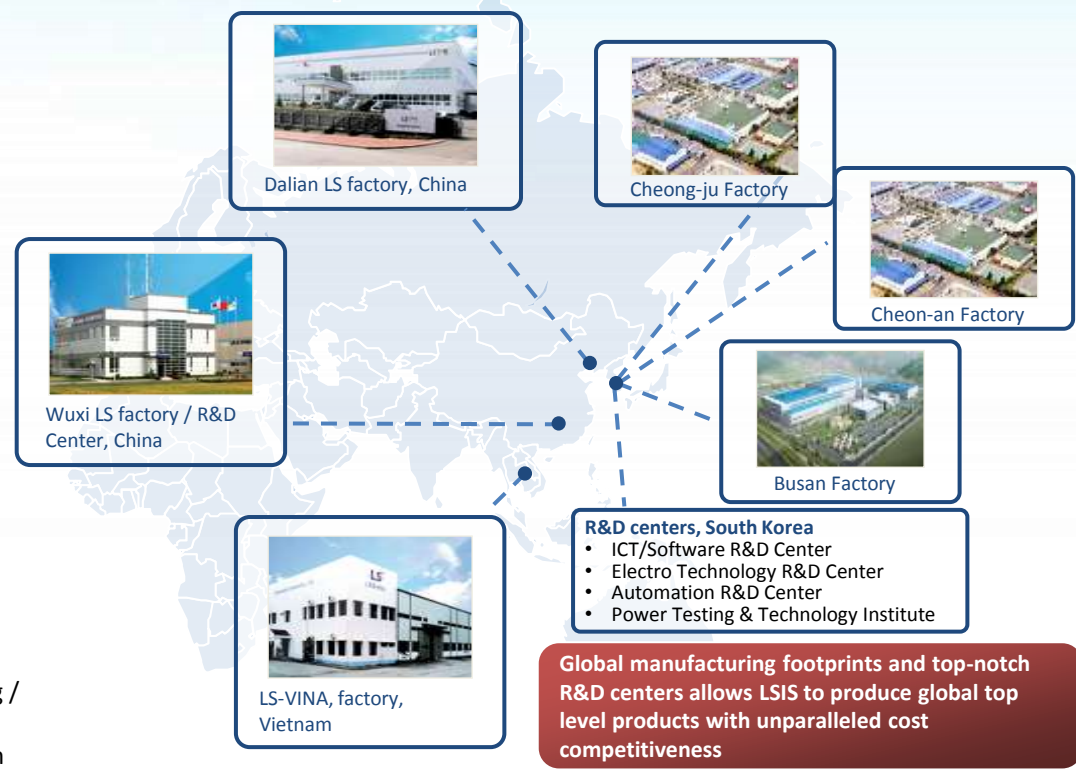 Dalian LS factory, China
Cheong-ju Factory
Cheon-an Factory
Wuxi LS factory / R&D
Center, China
Busan Factory
LS
LS-VINA, factory,
Vietnam
R&D centers, South Korea
• ICT/Software R&D Center
• Electro Technology R&D Center
• Automation R&D Center
• Power Testing & Technology Institute
Global manufacturing footprints and top-notch
R&D centers allows LSIS to produce global top
level products with unparalleled cost
competitiveness
/